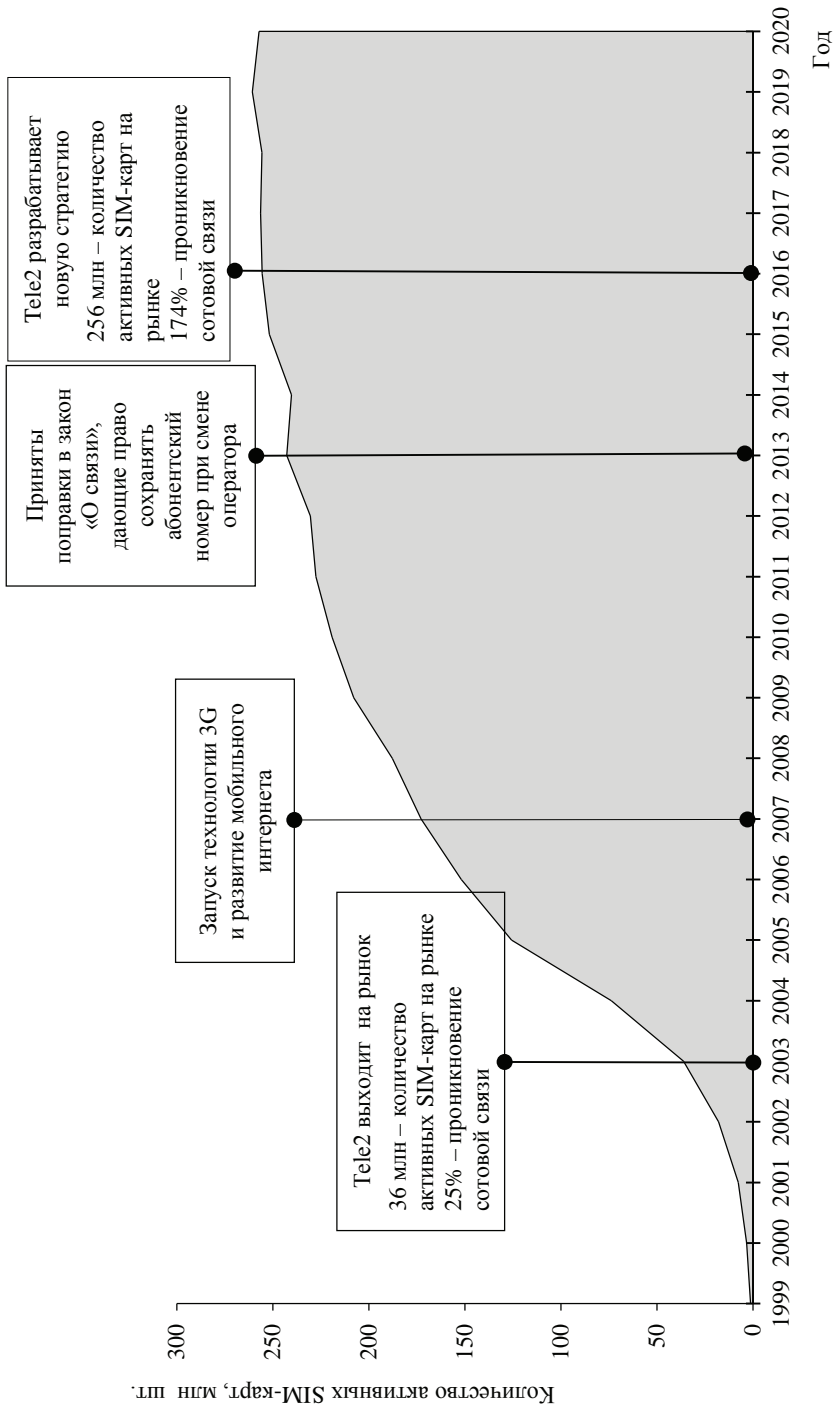 Tele2 разрабатывает
новую стратегию
256 млн – количество
активных SIM-карт на
рынке
174% – проникновение
сотовой связи
Приняты
поправки в закон
«О связи»,
дающие право
сохранять
абонентский
номер при смене
оператора
Запуск технологии 3G
и развитие мобильного
интернета
Tele2 выходит на рынок
36 млн – количество
активных SIM-карт на рынке
25% – проникновение
сотовой связи
Количество активных SIM-карт, млн шт.
300
250
200
150
100
50
0
1999 2000 2001 2002 2003 2004 2005 2006 2007 2008 2009 2010 2011 2012 2013 2014 2015 2016 2017 2018 2019 2020
Год